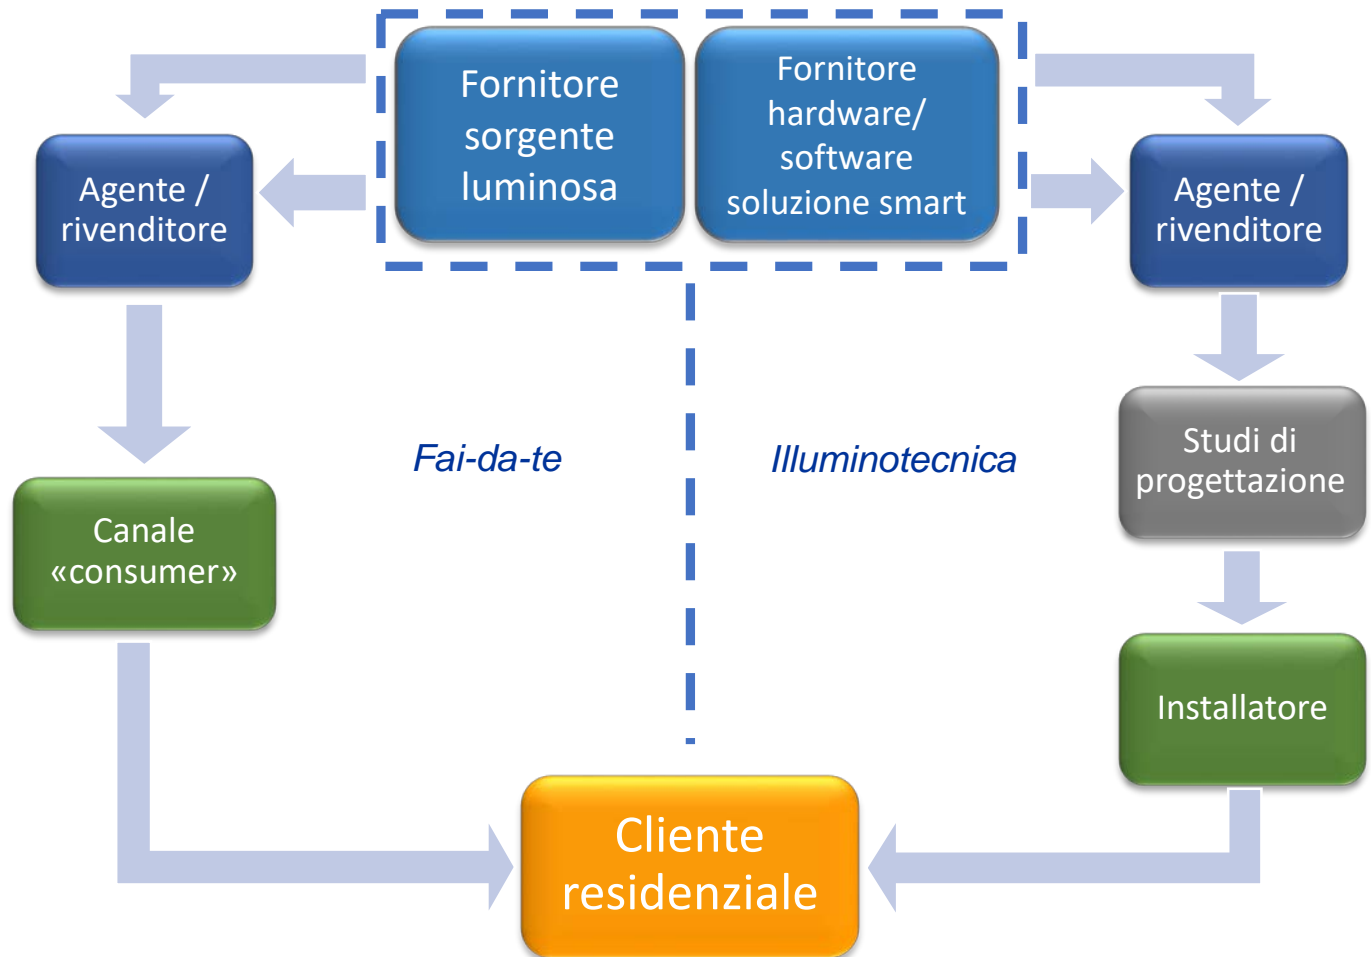 Fornitore
sorgente
luminosa
Fornitore
hardware/
software
soluzione smart
Agente /
rivenditore
Agente /
rivenditore
Fai-da-te
Illuminotecnica
Studi di
progettazione
Canale
«consumer»
Installatore
Cliente
residenziale